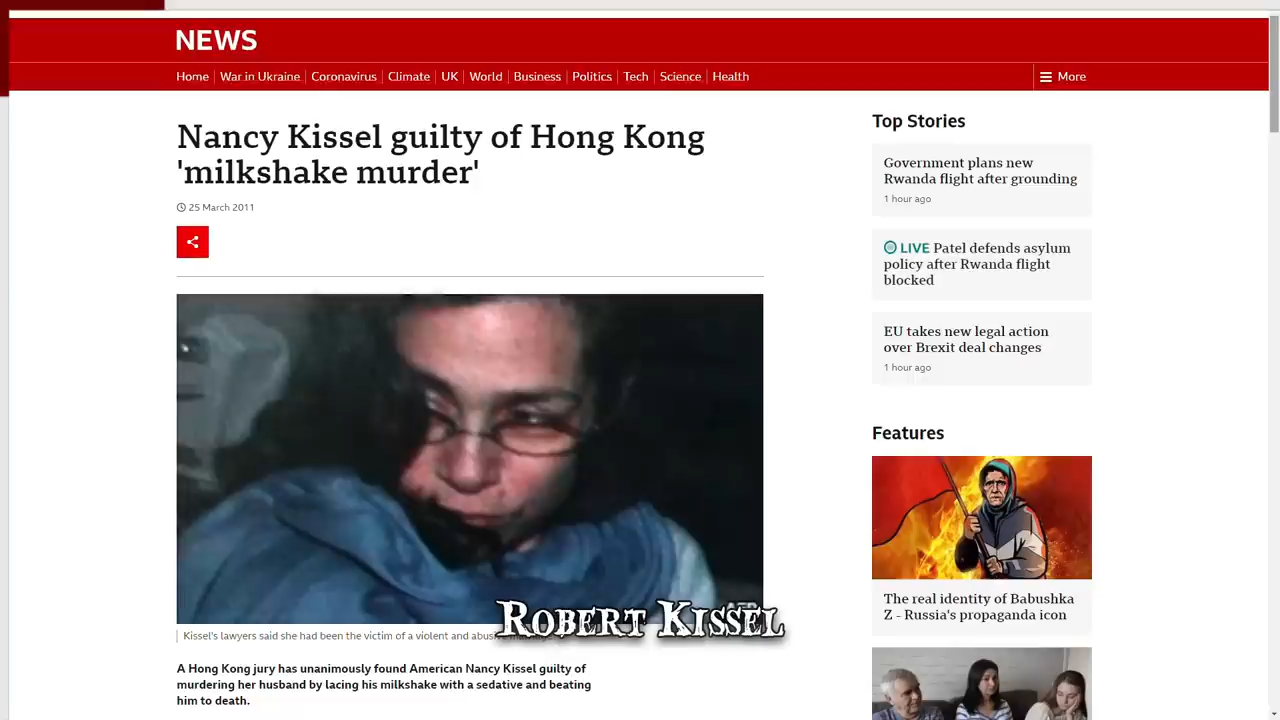 NEWS
Home War in Ukraine Coronavirus Climate UK World Business Politics Tech Science Health
More
Nancy Kissel guilty of Hong Kong
'milkshake murder'
25 March 2011
Kissel's lawyers said she had been the victim of a violent and
ROBERT KISSEL
A Hong Kong jury has unanimously found American Nancy Kissel guilty of
murdering her husband by lacing his milkshake with a sedative and beating
him to death.
Top Stories
Government plans new
Rwanda flight after grounding
1 hour ago
LIVE Patel defends asylum
policy after Rwanda flight
blocked
EU takes new legal action
over Brexit deal changes
1 hour ago
Features
The real identity of Babushka
Z - Russia's propaganda icon